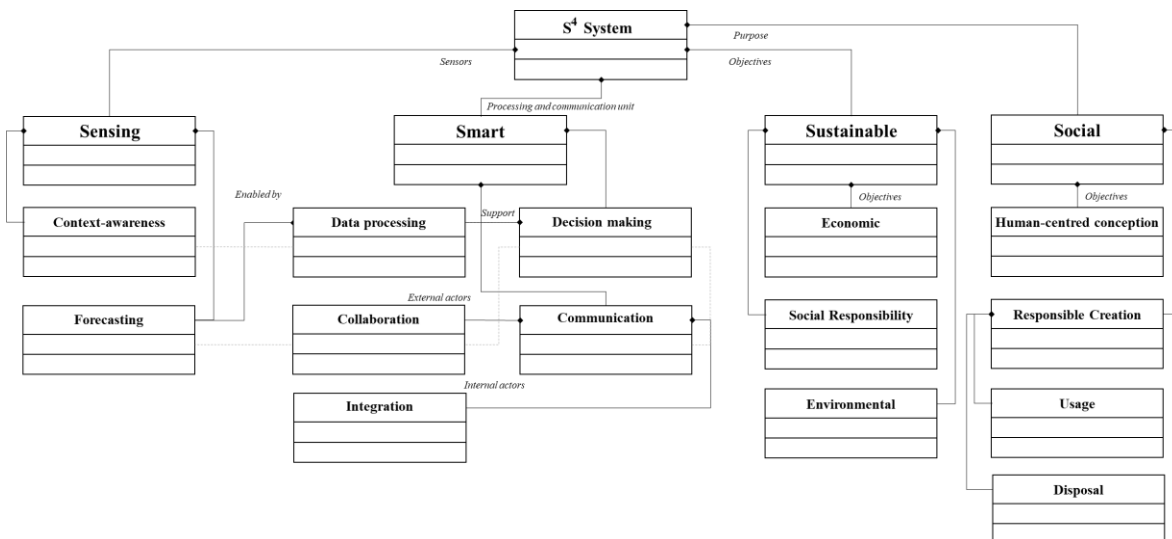 S⁴ System
Purpose
Sensors
Objectives
Processing and communication unit
Sensing
Smart
Sustainable
Social
Enabled by
Objectives
Objectives
Context-awareness
Data processing
Support
Decision making
Economic
Human-centred conception
External actors
Forecasting
Collaboration
Communication
Social Responsibility
Responsible Creation
Internal actors
Integration
Environmental
Usage
Disposal